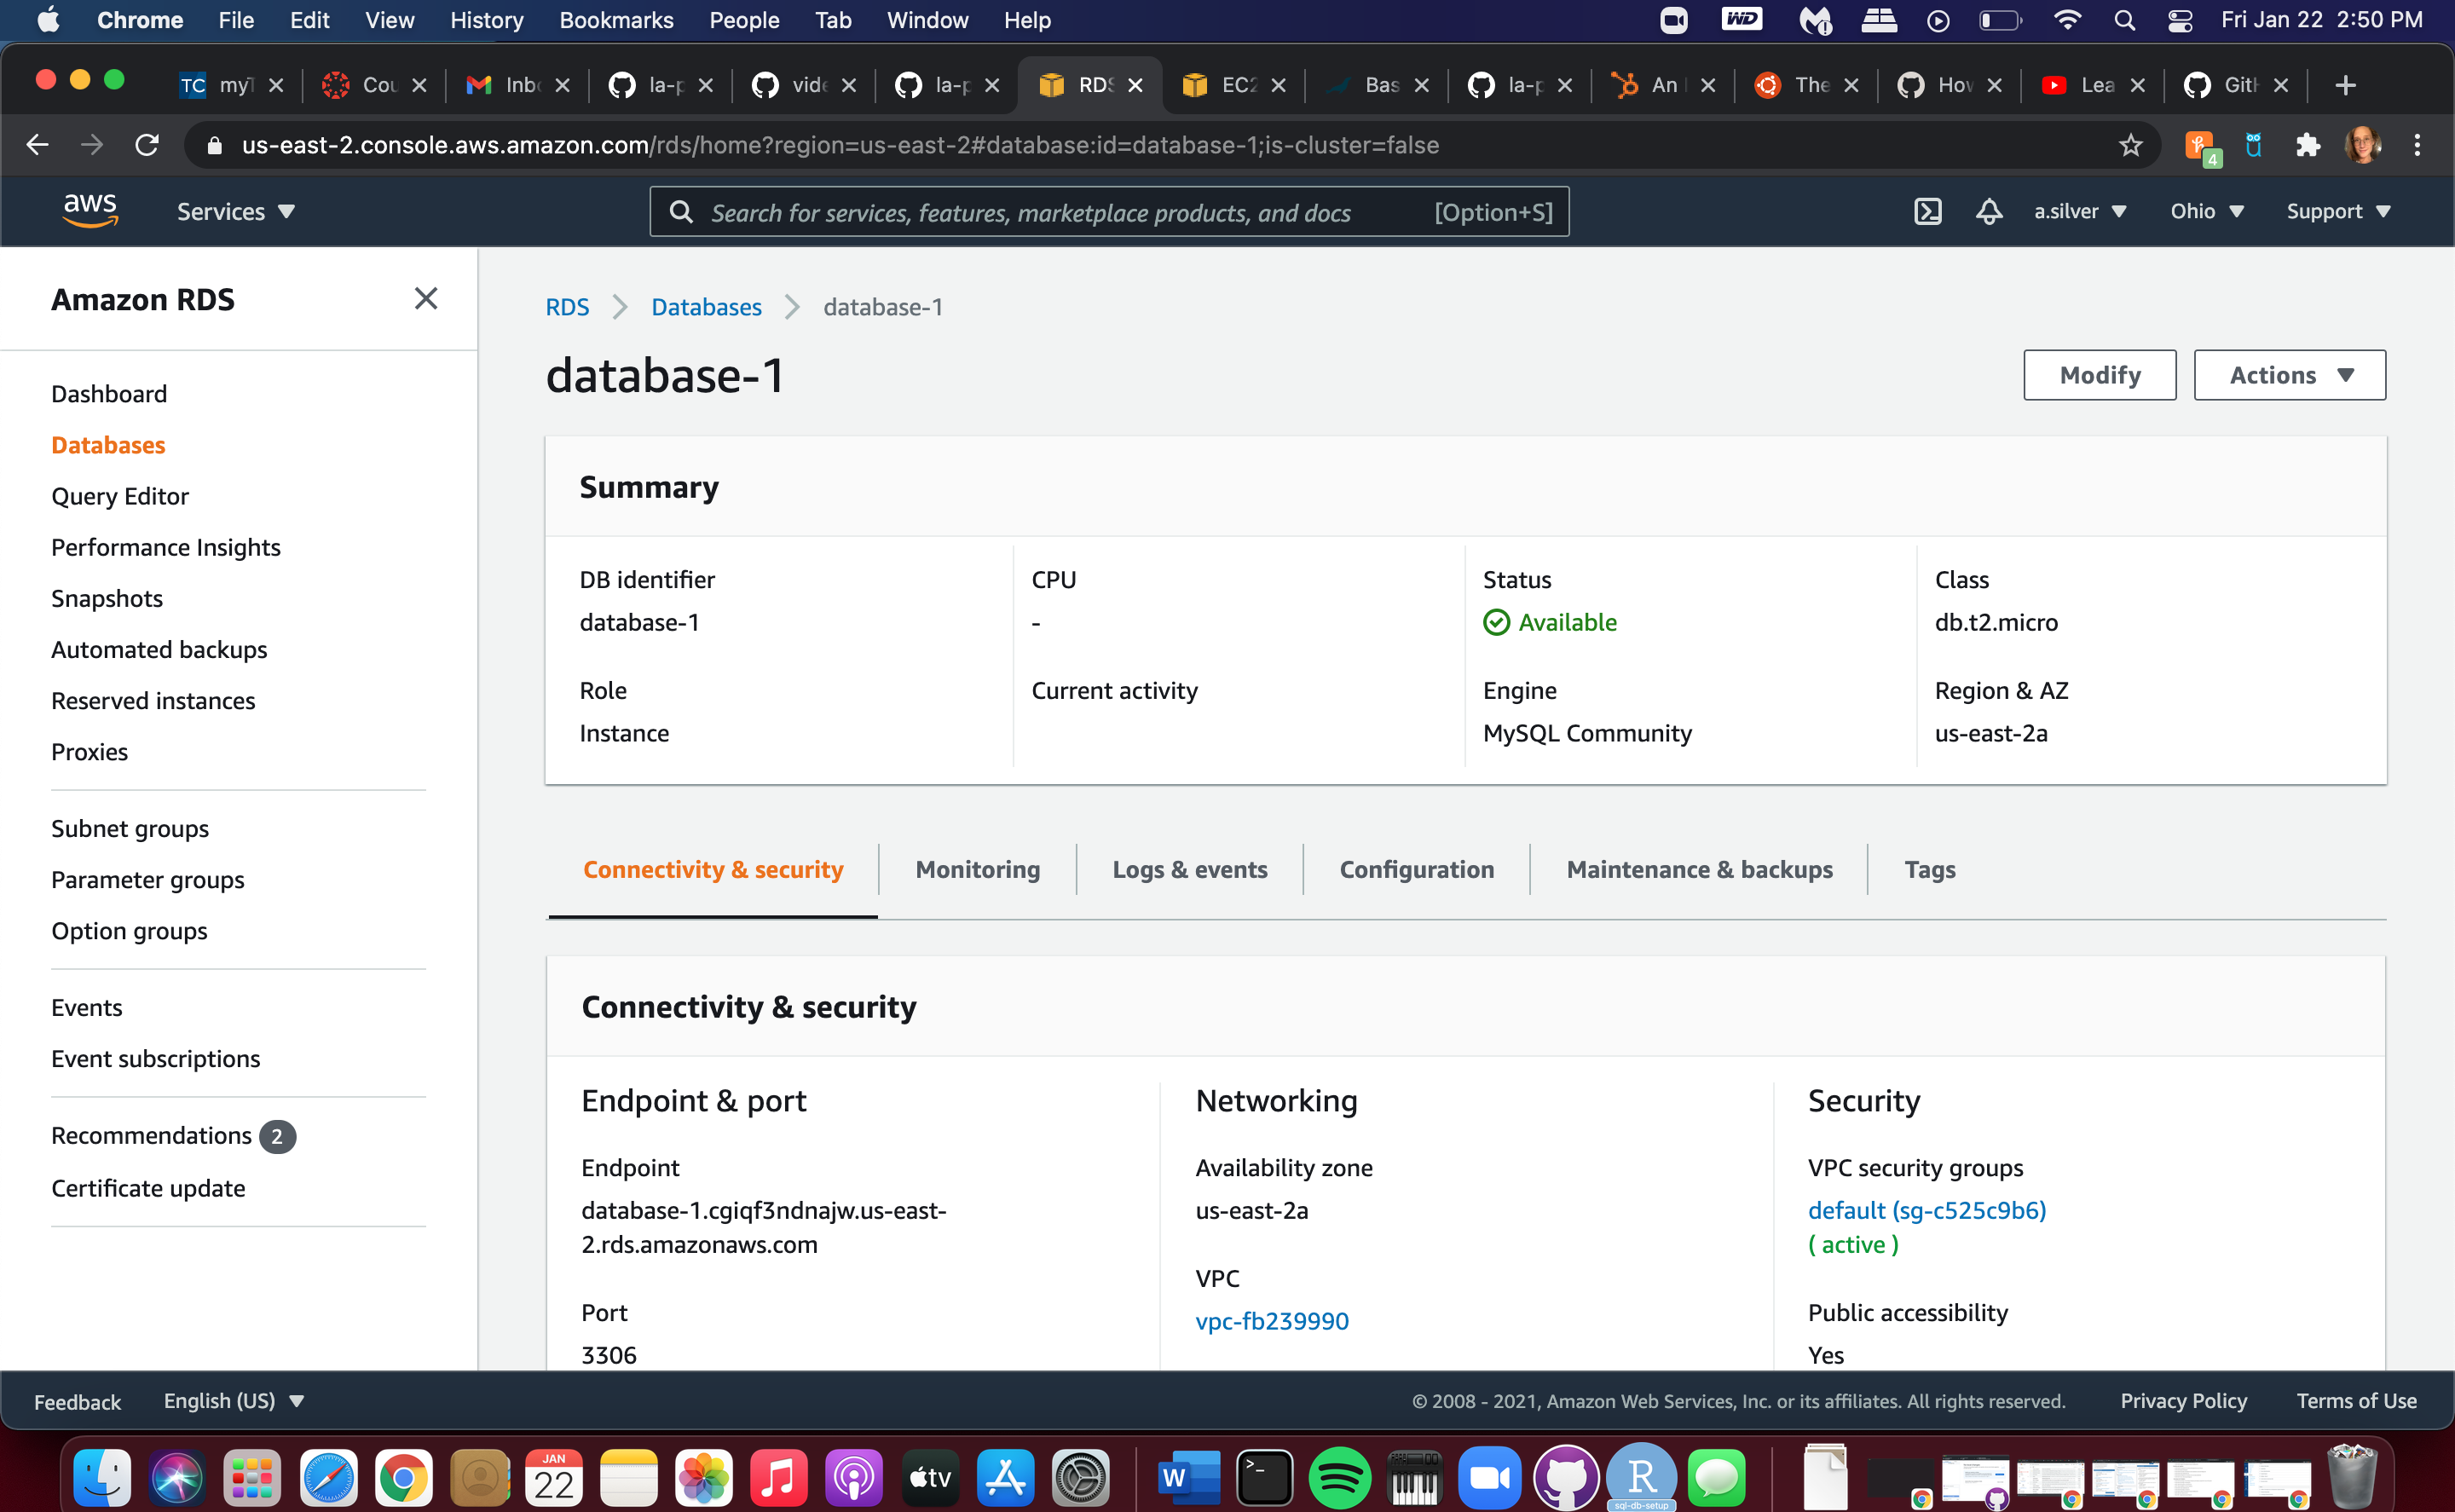 Chrome File Edit View History Bookmarks People Tab Window Help WD Fri Jan 22 2:50 PM
TC myT Cou Inbo la-p vide la-p RDS EC2 Bas la-p An The How Lea GitH
us-east-2.console.aws.amazon.com/rds/home?region=us-east-2#database:id=database-1;is-cluster=false 4
aws Services Search for services, features, marketplace products, and docs [Option+S] a.silver Ohio Support
Amazon RDS
Dashboard
Databases
Query Editor
Performance Insights
Snapshots
Automated backups
Reserved instances
Proxies
Subnet groups
Parameter groups
Option groups
Events
Event subscriptions
Recommendations 2
Certificate update
RDS Databases database-1
database-1
Modify Actions
Summary
DB identifier
database-1
CPU
-
Status
Available
Class
db.t2.micro
Role
Instance
Current activity
Engine
MySQL Community
Region & AZ
us-east-2a
Connectivity & security Monitoring Logs & events Configuration Maintenance & backups Tags
Connectivity & security
Endpoint & port
Endpoint
database-1.cgiqf3ndnajw.us-east-
2.rds.amazonaws.com
Port
3306
Networking
Availability zone
us-east-2a
VPC
vpc-fb239990
Security
VPC security groups
default (sg-c525c9b6)
( active )
Public accessibility
Yes
Feedback English (US) © 2008 - 2021, Amazon Web Services, Inc. or its affiliates. All rights reserved. Privacy Policy Terms of Use
JAN
22
tv
W
>_
R
sql-db-setup